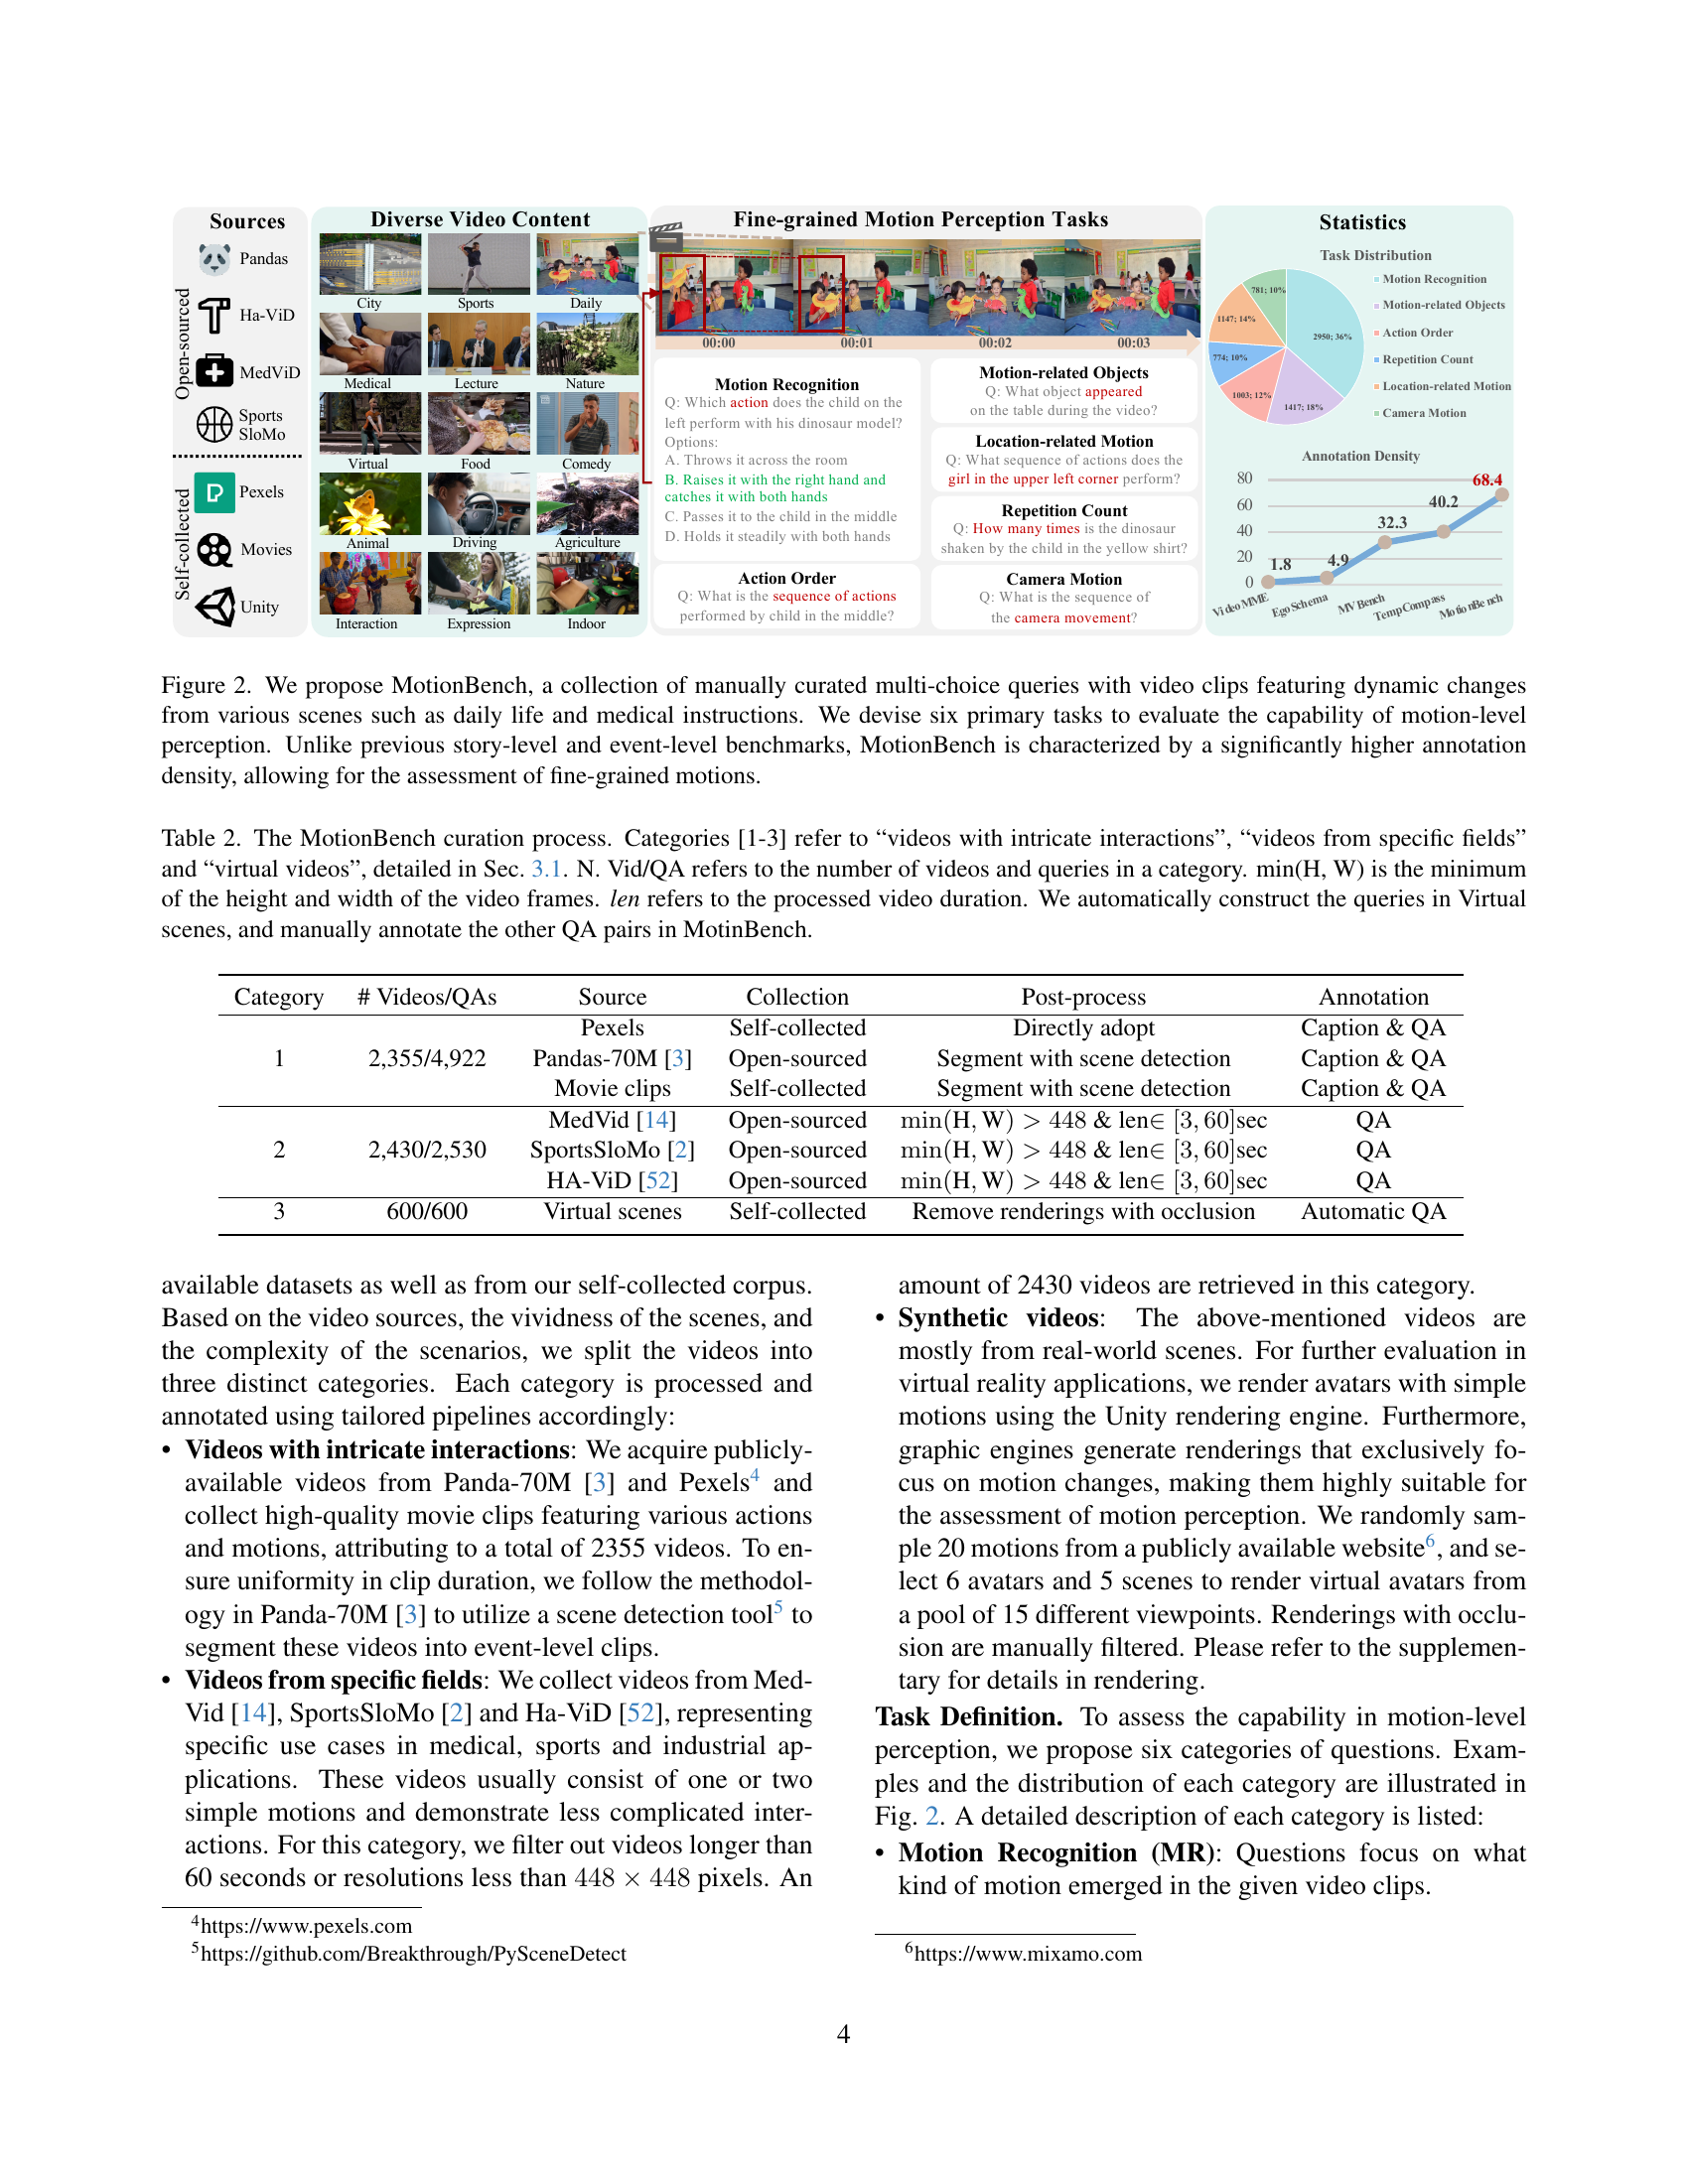 Sources
Open-sourced
Pandas
Ha-ViD
MedViD
Sports
SloMo
Self-collected
Pexels
Movies
Unity
Diverse Video Content
City Sports Daily
Medical Lecture Nature
Virtual Food Comedy
Animal Driving Agriculture
Interaction Expression Indoor
Fine-grained Motion Perception Tasks
00:00 00:01 00:02 00:03
Motion Recognition
Q: Which action does the child on the
left perform with his dinosaur model?
Options:
A. Throws it across the room
B. Raises it with the right hand and
catches it with both hands
C. Passes it to the child in the middle
D. Holds it steadily with both hands
Action Order
Q: What is the sequence of actions
performed by child in the middle?
Motion-related Objects
Q: What object appeared
on the table during the video?
Location-related Motion
Q: What sequence of actions does the
girl in the upper left corner perform?
Repetition Count
Q: How many times is the dinosaur
shaken by the child in the yellow shirt?
Camera Motion
Q: What is the sequence of
the camera movement?
Statistics
Task Distribution
781; 10%
1147; 14%
2950; 36%
774; 10%
1003; 12%
1417; 18%
Motion Recognition
Motion-related Objects
Action Order
Repetition Count
Location-related Motion
Camera Motion
Annotation Density
80
60
40
20
0
1.8
4.9
32.3
40.2
68.4
VideoMME EgoSchema MVBench TempCompass MotionBench
Figure 2. We propose MotionBench, a collection of manually curated multi-choice queries with video clips featuring dynamic changes
from various scenes such as daily life and medical instructions. We devise six primary tasks to evaluate the capability of motion-level
perception. Unlike previous story-level and event-level benchmarks, MotionBench is characterized by a significantly higher annotation
density, allowing for the assessment of fine-grained motions.
Table 2. The MotionBench curation process. Categories [1-3] refer to “videos with intricate interactions”, “videos from specific fields”
and “virtual videos”, detailed in Sec. 3.1. N. Vid/QA refers to the number of videos and queries in a category. min(H, W) is the minimum
of the height and width of the video frames. len refers to the processed video duration. We automatically construct the queries in Virtual
scenes, and manually annotate the other QA pairs in MotinBench.
Category # Videos/QAs Source Collection Post-process Annotation
Pexels Self-collected Directly adopt Caption & QA
1 2,355/4,922 Pandas-70M [3] Open-sourced Segment with scene detection Caption & QA
Movie clips Self-collected Segment with scene detection Caption & QA
MedVid [14] Open-sourced min(H, W) > 448 & len∈ [3, 60]sec QA
2 2,430/2,530 SportsSloMo [2] Open-sourced min(H, W) > 448 & len∈ [3, 60]sec QA
HA-ViD [52] Open-sourced min(H, W) > 448 & len∈ [3, 60]sec QA
3 600/600 Virtual scenes Self-collected Remove renderings with occlusion Automatic QA
available datasets as well as from our self-collected corpus.
Based on the video sources, the vividness of the scenes, and
the complexity of the scenarios, we split the videos into
three distinct categories. Each category is processed and
annotated using tailored pipelines accordingly:
• Videos with intricate interactions: We acquire publicly-
available videos from Panda-70M [3] and Pexels4 and
collect high-quality movie clips featuring various actions
and motions, attributing to a total of 2355 videos. To en-
sure uniformity in clip duration, we follow the methodol-
ogy in Panda-70M [3] to utilize a scene detection tool5 to
segment these videos into event-level clips.
• Videos from specific fields: We collect videos from Med-
Vid [14], SportsSloMo [2] and Ha-ViD [52], representing
specific use cases in medical, sports and industrial ap-
plications. These videos usually consist of one or two
simple motions and demonstrate less complicated inter-
actions. For this category, we filter out videos longer than
60 seconds or resolutions less than 448 × 448 pixels. An
4https://www.pexels.com
5https://github.com/Breakthrough/PySceneDetect
amount of 2430 videos are retrieved in this category.
• Synthetic videos: The above-mentioned videos are
mostly from real-world scenes. For further evaluation in
virtual reality applications, we render avatars with simple
motions using the Unity rendering engine. Furthermore,
graphic engines generate renderings that exclusively fo-
cus on motion changes, making them highly suitable for
the assessment of motion perception. We randomly sam-
ple 20 motions from a publicly available website6, and se-
lect 6 avatars and 5 scenes to render virtual avatars from
a pool of 15 different viewpoints. Renderings with occlu-
sion are manually filtered. Please refer to the supplemen-
tary for details in rendering.
Task Definition. To assess the capability in motion-level
perception, we propose six categories of questions. Exam-
ples and the distribution of each category are illustrated in
Fig. 2. A detailed description of each category is listed:
• Motion Recognition (MR): Questions focus on what
kind of motion emerged in the given video clips.
6https://www.mixamo.com
4